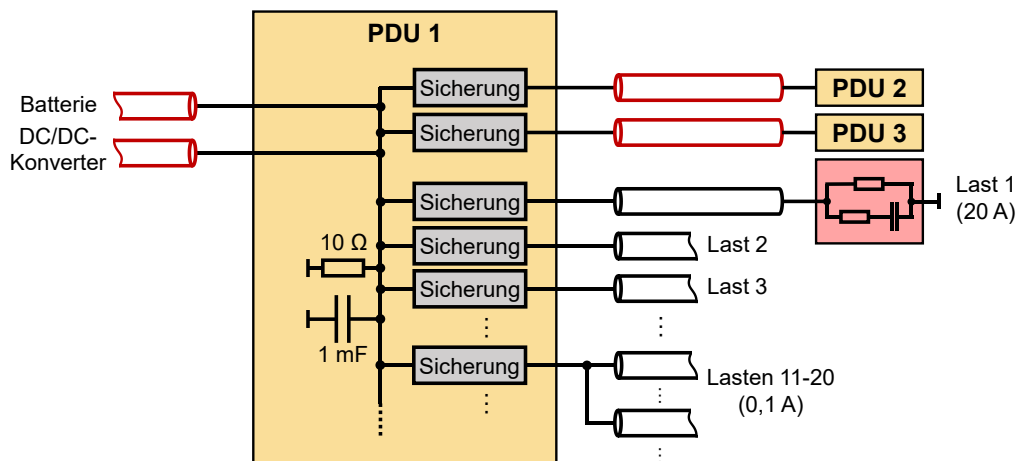 PDU 1
Batterie
DC/DC-
Konverter
Sicherung
PDU 2
Sicherung
PDU 3
Sicherung
Last 1
(20 A)
Sicherung
Last 2
10 Ω
Sicherung
Last 3
1 mF
Sicherung
Lasten 11-20
(0,1 A)